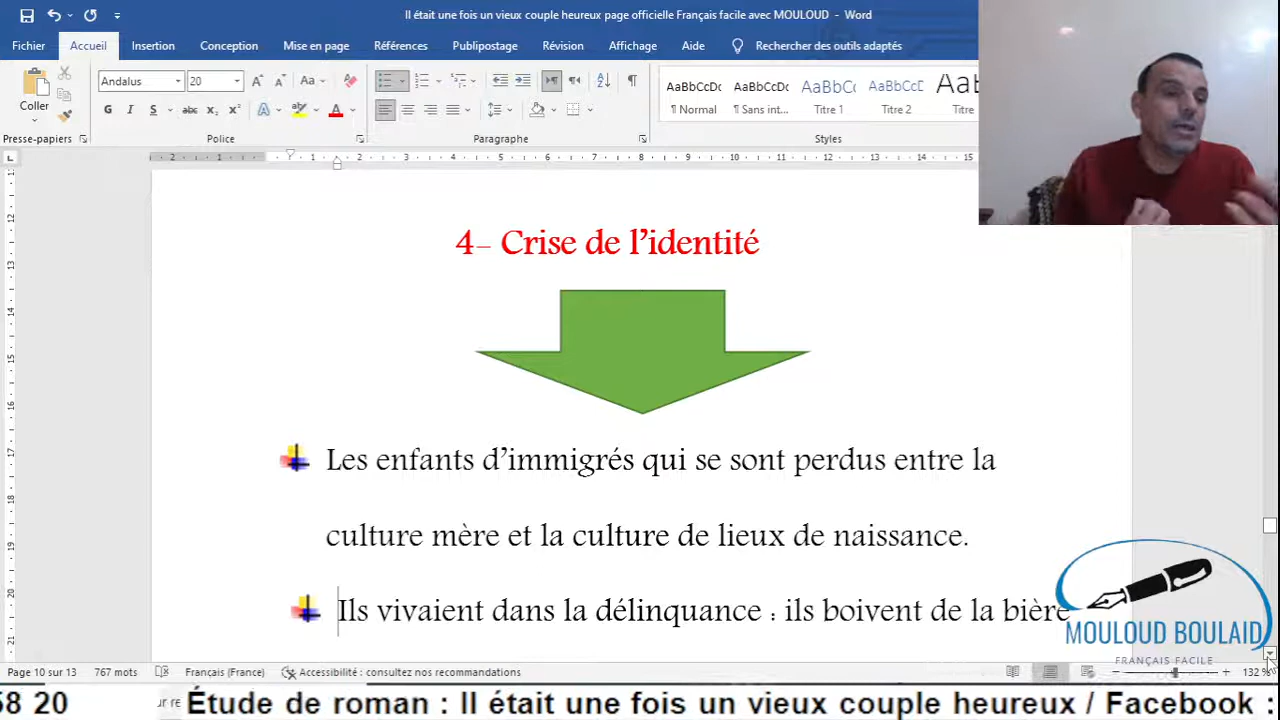 Il était une fois un vieux couple heureux page officielle Français facile avec MOULOUD - Word
Fichier Accueil Insertion Conception Mise en page Références Publipostage Révision Affichage Aide Rechercher des outils adaptés
Coller
Andalus 20
AaBbCcDc AaBbCcDc AaBbCcD AaBbCcD AaB
¶ Normal ¶ Sans int... Titre 1 Titre 2 Titre
Presse-papiers Police Paragraphe Styles
4- Crise de l'identité
Les enfants d'immigrés qui se sont perdus entre la
culture mère et la culture de lieux de naissance.
Ils vivaient dans la délinquance : ils boivent de la bière
MOULOUD BOULAID
FRANÇAIS FACILE
Page 10 sur 13 767 mots Français (France) Accessibilité : consultez nos recommandations 132 %
58 20 Étude de roman : Il était une fois un vieux couple heureux / Facebook :